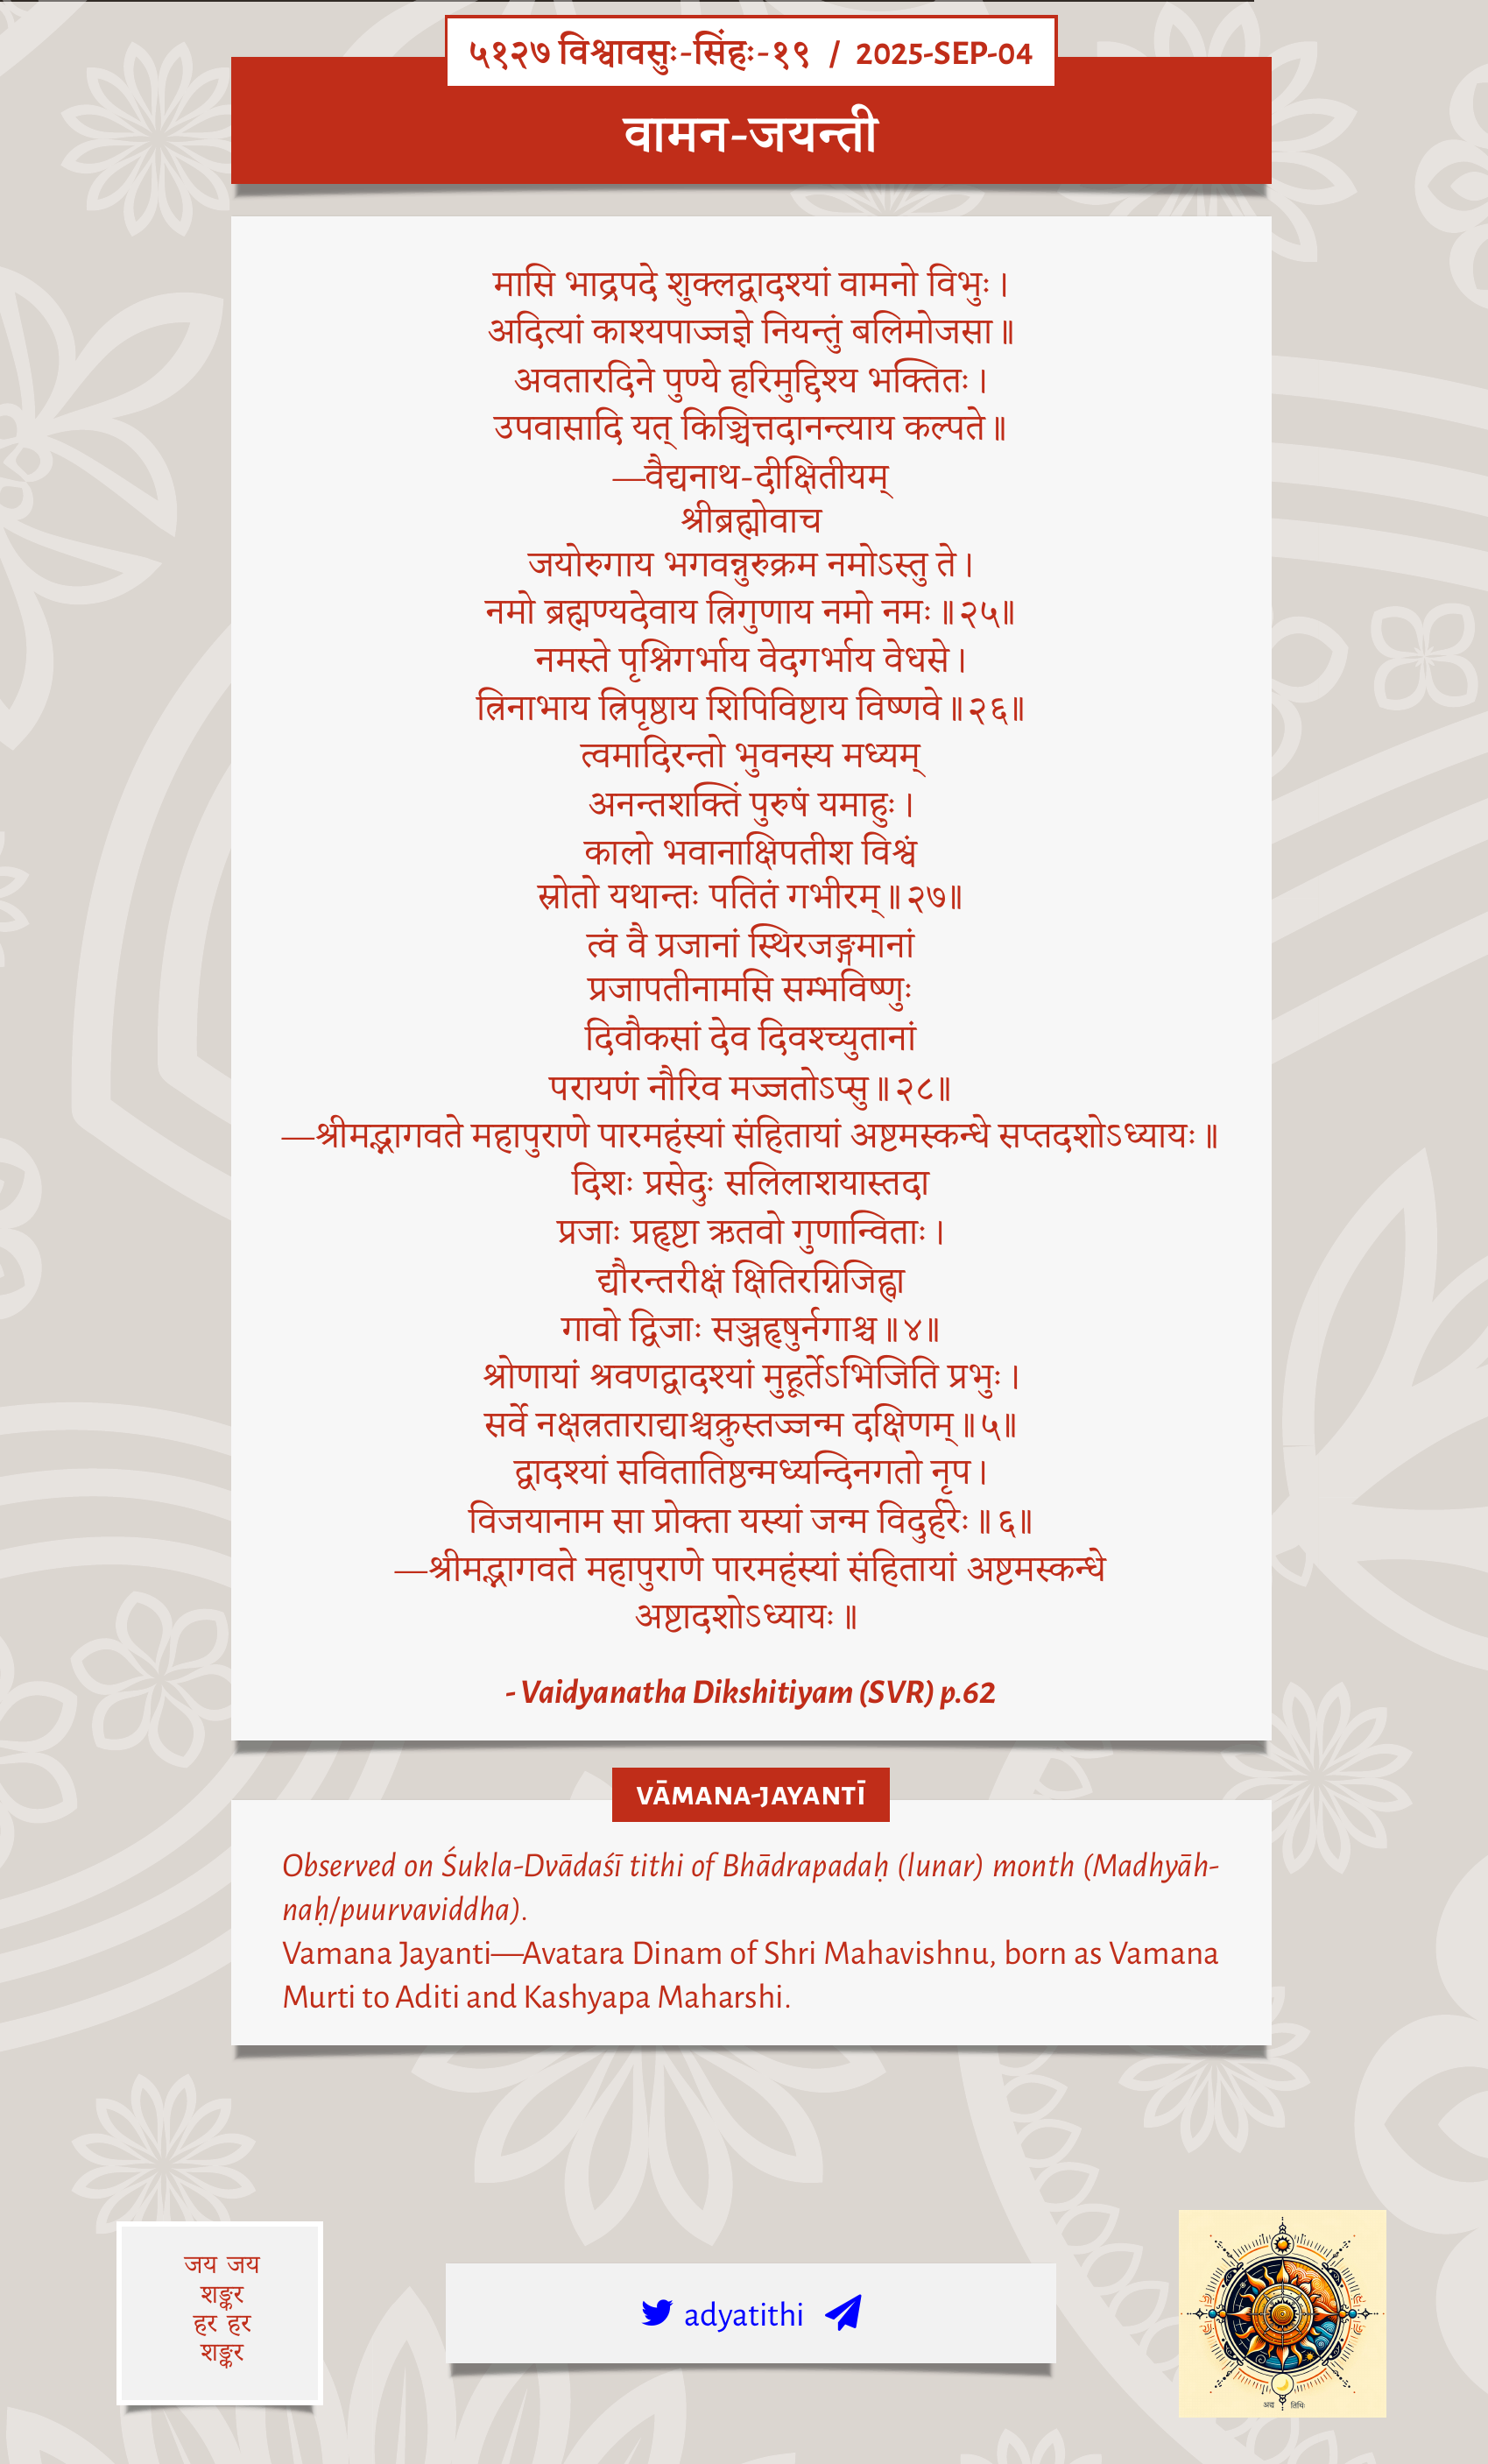 ५१२७ विश्वावसुः-सिंहः-१९ / 2025-SEP-04
वामन-जयन्ती
मासि भाद्रपदे शुक्लद्वादश्यां वामनो विभुः।
अदित्यां काश्यपाज्जज्ञे नियन्तुं बलिमोजसा॥
अवतारदिने पुण्ये हरिमुद्दिश्य भक्तितः।
उपवासादि यत् किञ्चित्तदानन्त्याय कल्पते॥
—वैद्यनाथ-दीक्षितीयम्
श्रीब्रह्मोवाच
जयोरुगाय भगवन्नुरुक्रम नमोऽस्तु ते।
नमो ब्रह्मण्यदेवाय त्रिगुणाय नमो नमः॥२५॥
नमस्ते पृश्निगर्भाय वेदगर्भाय वेधसे।
त्रिनाभाय त्रिपृष्ठाय शिपिविष्टाय विष्णवे॥२६॥
त्वमादिरन्तो भुवनस्य मध्यम्
अनन्तशक्तिं पुरुषं यमाहुः।
कालो भवानाक्षिपतीश विश्वं
स्रोतो यथान्तः पतितं गभीरम्॥२७॥
त्वं वै प्रजानां स्थिरजङ्गमानां
प्रजापतीनामसि सम्भविष्णुः
दिवौकसां देव दिवश्च्युतानां
परायणं नौरिव मज्जतोऽप्सु॥२८॥
—श्रीमद्भागवते महापुराणे पारमहंस्यां संहितायां अष्टमस्कन्धे सप्तदशोऽध्यायः॥
दिशः प्रसेदुः सलिलाशयास्तदा
प्रजाः प्रहृष्टा ऋतवो गुणान्विताः।
द्यौरन्तरीक्षं क्षितिरग्निजिह्वा
गावो द्विजाः सञ्जहृषुर्नगाश्च॥४॥
श्रोणायां श्रवणद्वादश्यां मुहूर्तेऽभिजिति प्रभुः।
सर्वे नक्षत्रताराद्याश्चक्रुस्तज्जन्म दक्षिणम्॥५॥
द्वादश्यां सवितातिष्ठन्मध्यन्दिनगतो नृप।
विजयानाम सा प्रोक्ता यस्यां जन्म विदुर्हरेः॥६॥
—श्रीमद्भागवते महापुराणे पारमहंस्यां संहितायां अष्टमस्कन्धे
अष्टादशोऽध्यायः॥
- Vaidyanatha Dikshitiyam (SVR) p.62
VĀMANA-JAYANTĪ
Observed on Śukla-Dvādaśī tithi of Bhādrapadaḥ (lunar) month (Madhyāh-
naḥ/puurvaviddha).
Vamana Jayanti—Avatara Dinam of Shri Mahavishnu, born as Vamana
Murti to Aditi and Kashyapa Maharshi.
जय जय
शङ्कर
हर हर
शङ्कर
adyatithi
अद्य तिथिः